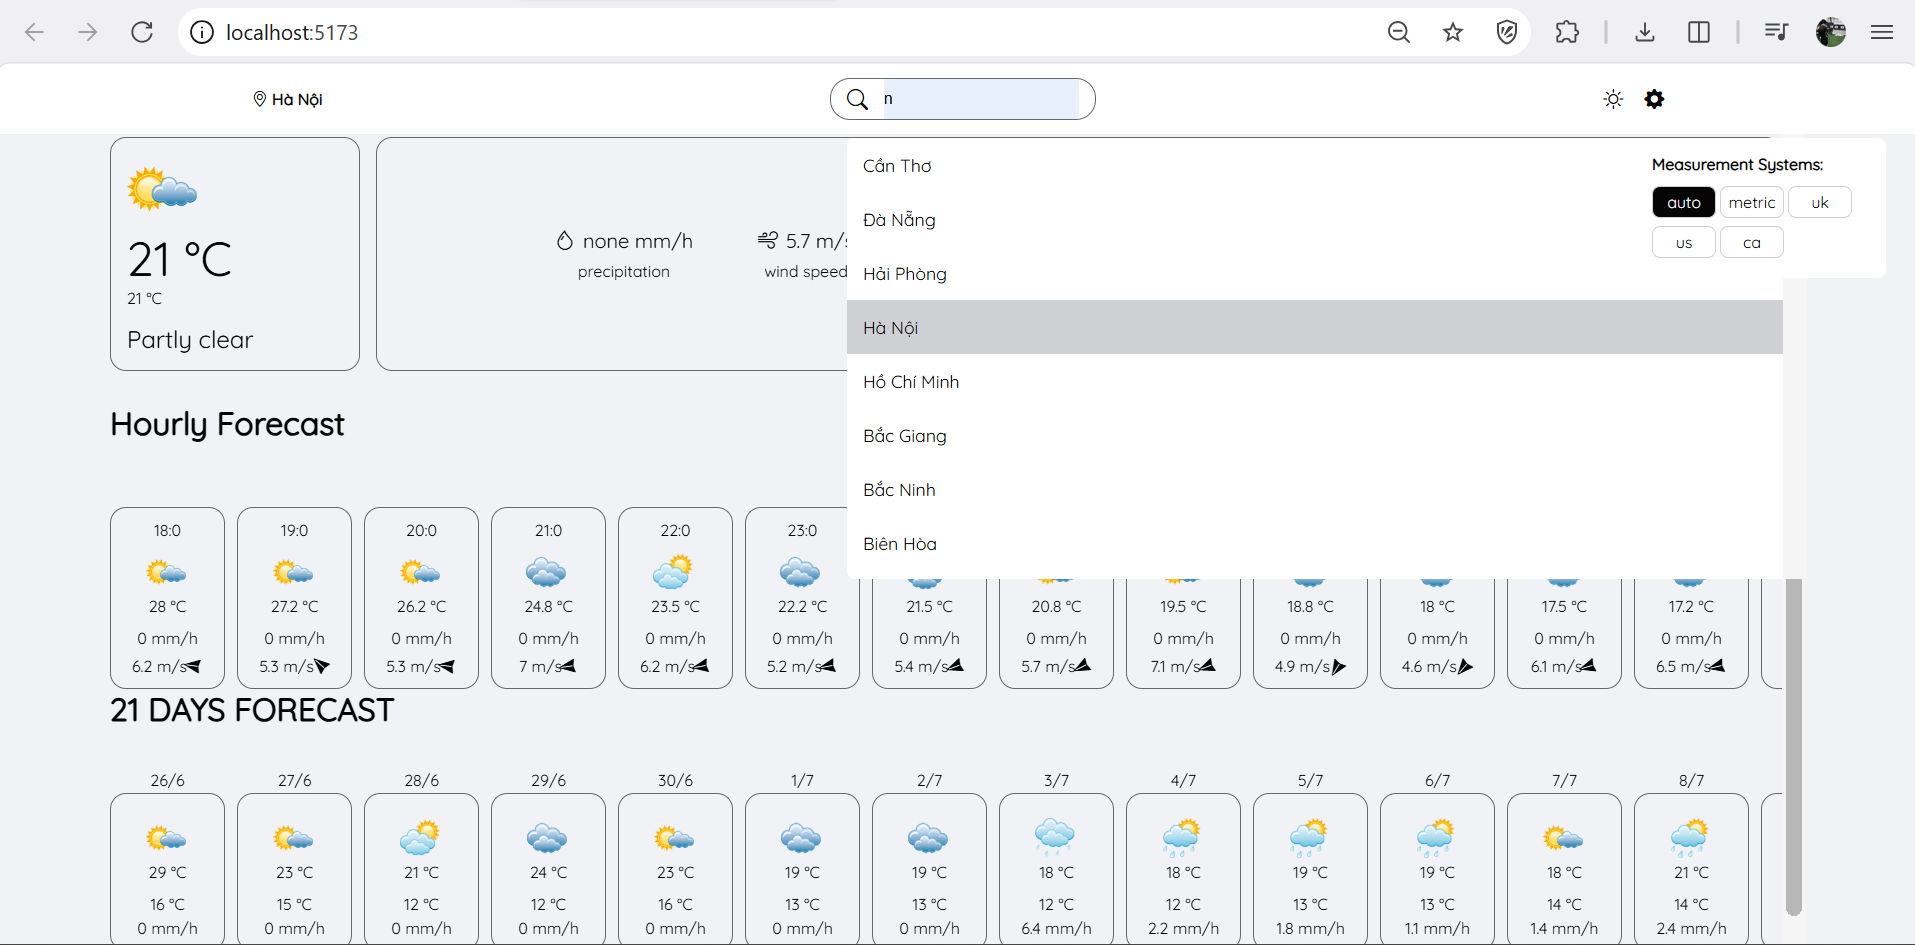 localhost:5173
Hà Nội
n
21 °C
21 °C
Partly clear
none mm/h
precipitation
5.7 m/s
wind speed
Cần Thơ
Đà Nẵng
Hải Phòng
Hà Nội
Hồ Chí Minh
Bắc Giang
Bắc Ninh
Biên Hòa
Measurement Systems:
auto metric uk
us ca
Hourly Forecast
18:0 19:0 20:0 21:0 22:0 23:0
28 °C 27.2 °C 26.2 °C 24.8 °C 23.5 °C 22.2 °C 21.5 °C 20.8 °C 19.5 °C 18.8 °C 18 °C 17.5 °C 17.2 °C
0 mm/h 0 mm/h 0 mm/h 0 mm/h 0 mm/h 0 mm/h 0 mm/h 0 mm/h 0 mm/h 0 mm/h 0 mm/h 0 mm/h 0 mm/h
6.2 m/s 5.3 m/s 5.3 m/s 7 m/s 6.2 m/s 5.2 m/s 5.4 m/s 5.7 m/s 7.1 m/s 4.9 m/s 4.6 m/s 6.1 m/s 6.5 m/s
21 DAYS FORECAST
26/6 27/6 28/6 29/6 30/6 1/7 2/7 3/7 4/7 5/7 6/7 7/7 8/7
29 °C 23 °C 21 °C 24 °C 23 °C 19 °C 19 °C 18 °C 18 °C 19 °C 19 °C 18 °C 21 °C
16 °C 15 °C 12 °C 12 °C 16 °C 13 °C 13 °C 12 °C 12 °C 13 °C 13 °C 14 °C 14 °C
0 mm/h 0 mm/h 0 mm/h 0 mm/h 0 mm/h 0 mm/h 0 mm/h 6.4 mm/h 2.2 mm/h 1.8 mm/h 1.1 mm/h 1.4 mm/h 2.4 mm/h